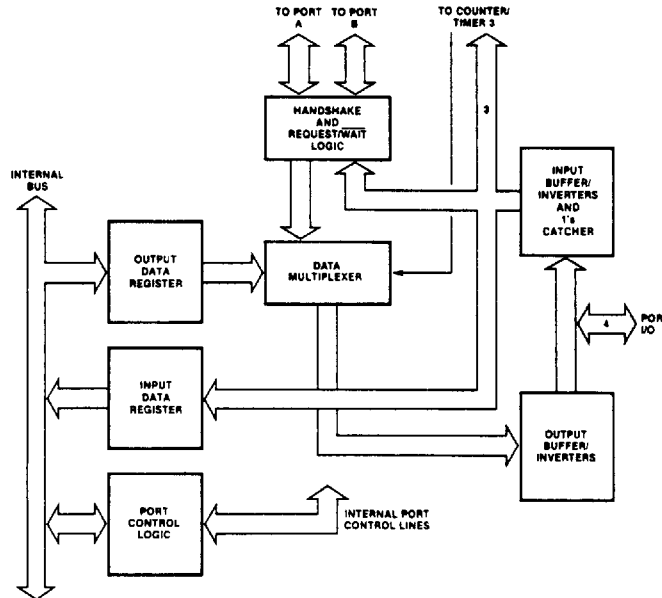 TO PORT
A
TO PORT
B
TO COUNTER/
TIMER 3
3
HANDSHAKE
AND
REQUEST/WAIT
LOGIC
INPUT
BUFFER/
INVERTERS
AND
1's
CATCHER
INTERNAL
BUS
OUTPUT
DATA
REGISTER
DATA
MULTIPLEXER
4
POR
I/O
INPUT
DATA
REGISTER
OUTPUT
BUFFER/
INVERTERS
PORT
CONTROL
LOGIC
INTERNAL PORT
CONTROL LINES